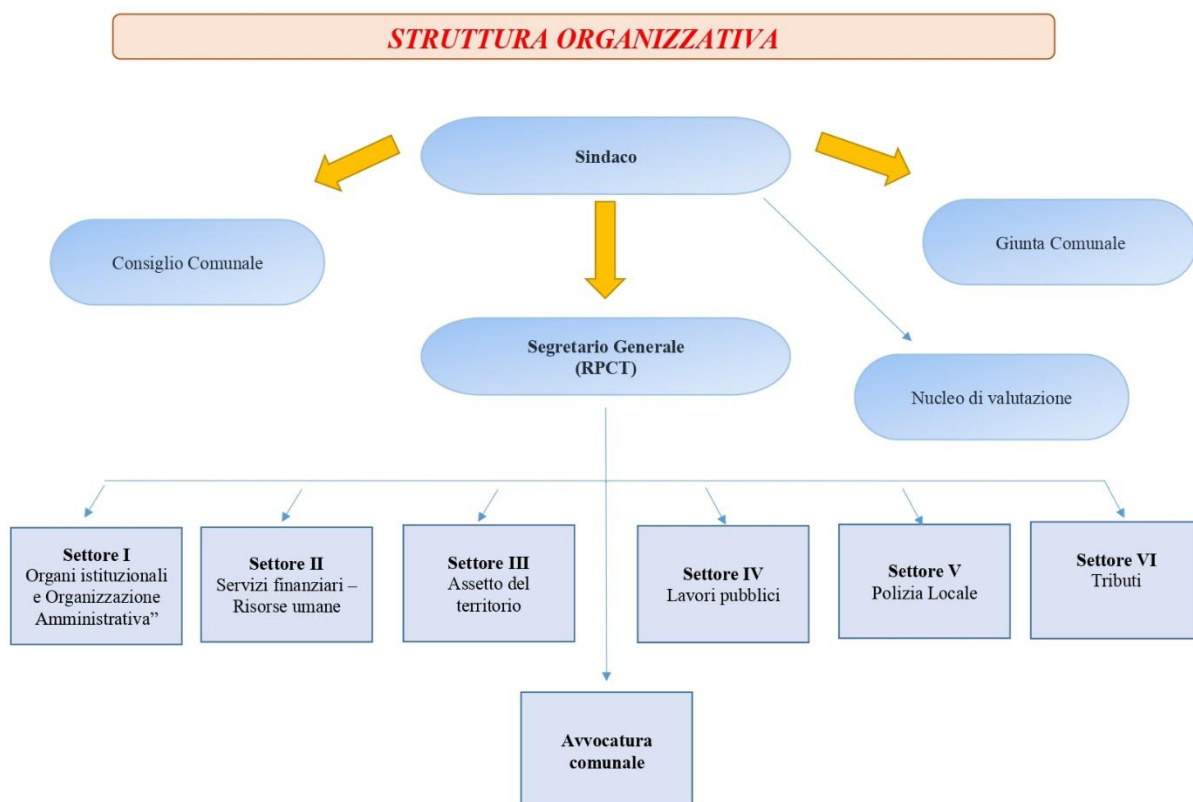 STRUTTURA ORGANIZZATIVA
Sindaco
Consiglio Comunale
Giunta Comunale
Segretario Generale
(RPCT)
Nucleo di valutazione
Settore I
Organi istituzionali
e Organizzazione
Amministrativa”
Settore II
Servizi finanziari –
Risorse umane
Settore III
Assetto del
territorio
Settore IV
Lavori pubblici
Settore V
Polizia Locale
Settore VI
Tributi
Avvocatura
comunale